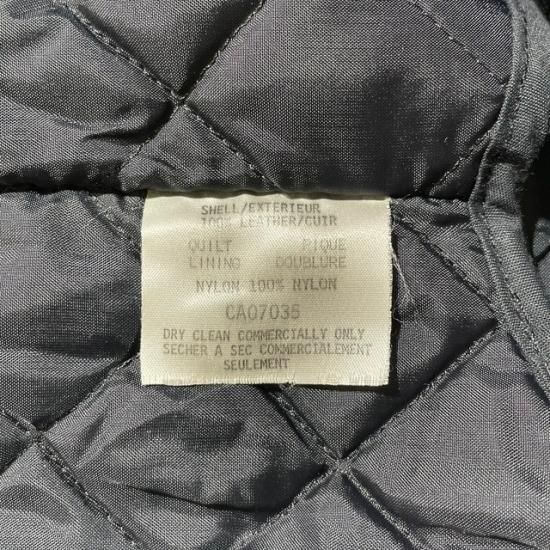 SHELL/EXTERIEUR
100% LEATHER/CUIR
QUILT PIQUE
LINING DOUBLURE
NYLON 100% NYLON
CA07035
DRY CLEAN COMMERCIALLY ONLY
SECHER A SEC COMMERCIALEMENT
SEULEMENT